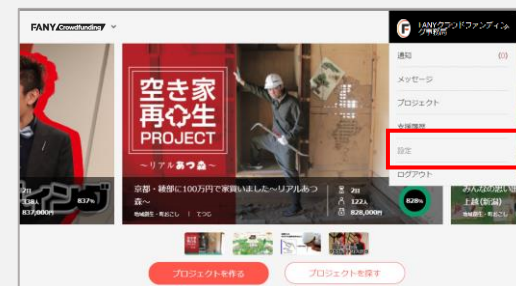 FANY Crowdfunding
FANYクラウドファンディング事務局
通知 (0)
メッセージ
プロジェクト
支援履歴
設定
ログアウト
空き家
再生
PROJECT
〜リアルあつ森〜
京都・綾部に100万円で家買いました〜リアルあつ
森〜
地域創生・町おこし | てつじ
2日
122人
828,000円
828%
338人
837,000円
837%
みんなの思い出
上越(新潟)
地域創生・町おこし
プロジェクトを作る
プロジェクトを探す